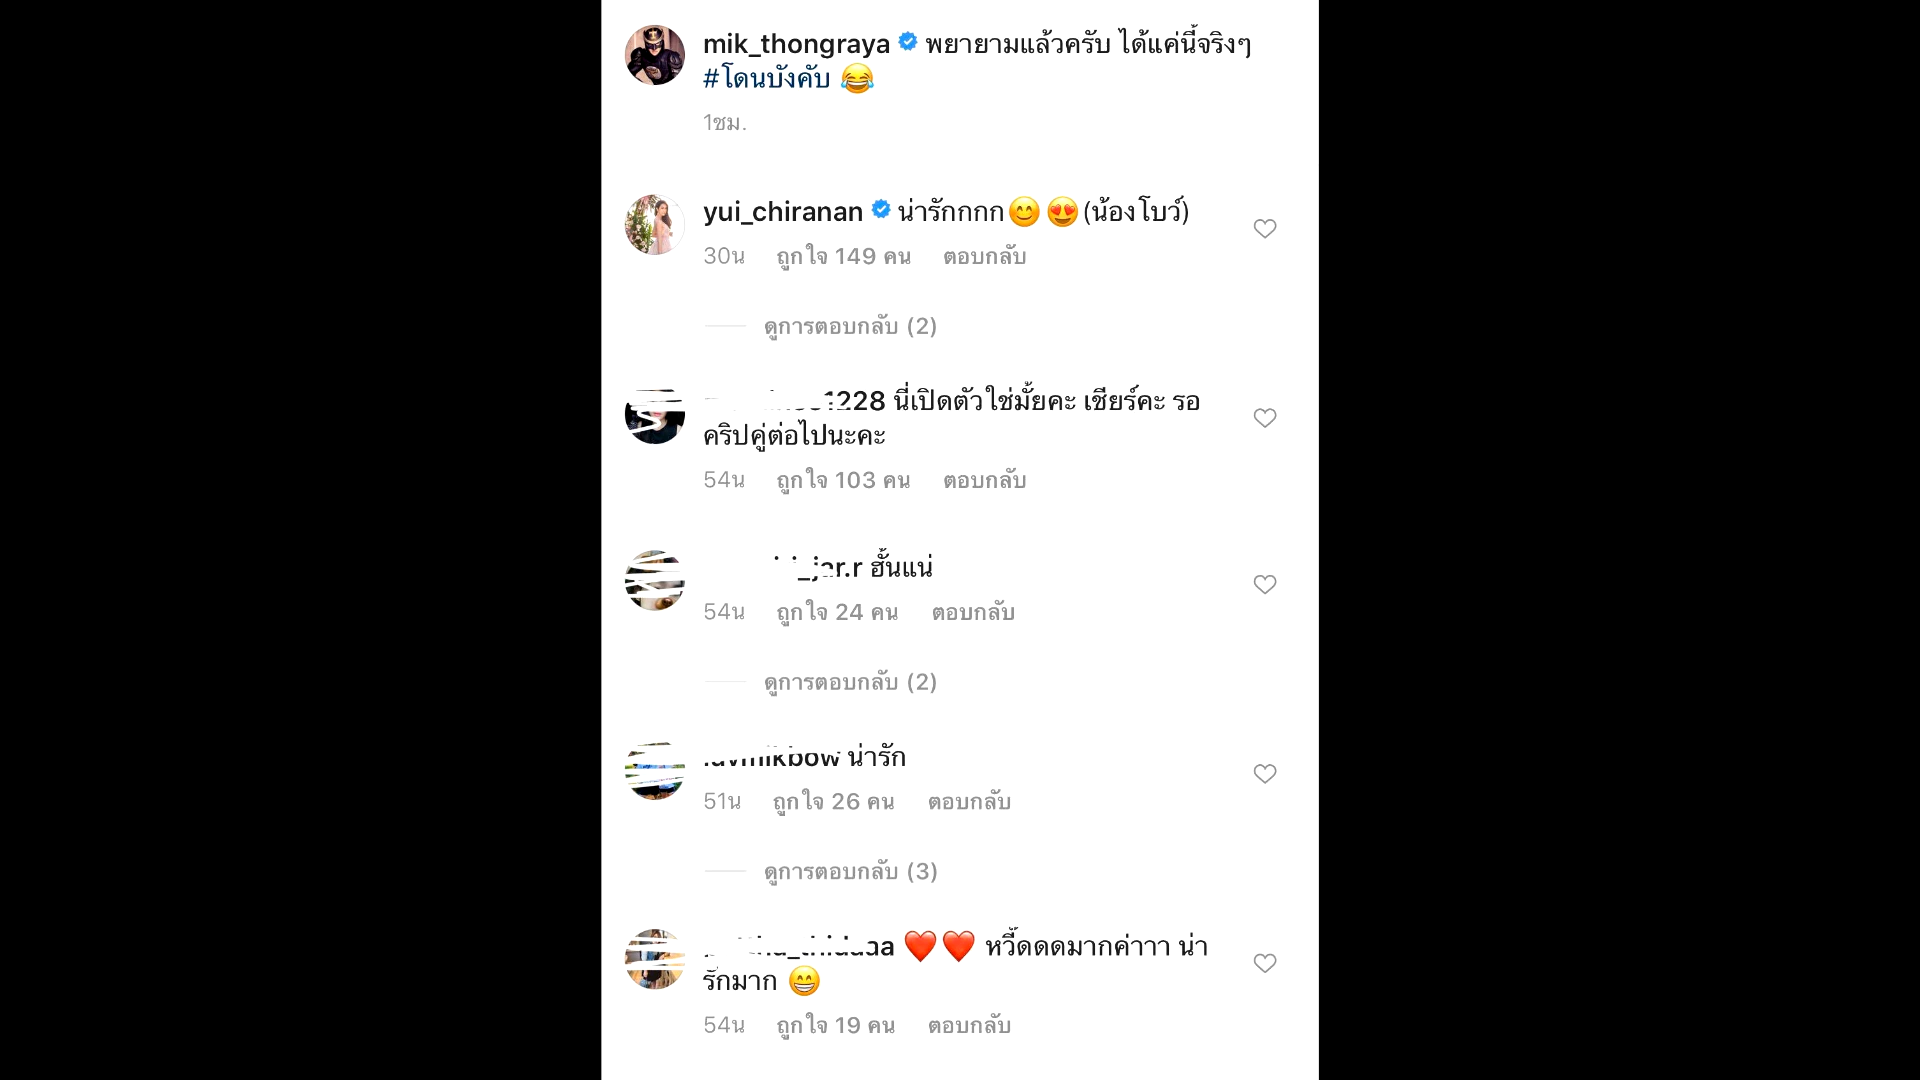 mik_thongraya พยายามแล้วครับ ได้แค่นี้จริงๆ
#โดนบังคับ 😂
1ชม.
yui_chiranan น่ารักกกก😊😍(น้องโบว์)
30น ถูกใจ 149 คน ตอบกลับ
ดูการตอบกลับ (2)
1228 นี่เปิดตัวใช่มั้ยคะ เชียร์คะ รอ
คริปคู่ต่อไปนะคะ
54น ถูกใจ 103 คน ตอบกลับ
_jar.r ฮั้นแน่
54น ถูกใจ 24 คน ตอบกลับ
ดูการตอบกลับ (2)
น่ารัก
51น ถูกใจ 26 คน ตอบกลับ
ดูการตอบกลับ (3)
❤️❤️ หวี๊ดดดมากค่าาา น่า
รักมาก 😁
54น ถูกใจ 19 คน ตอบกลับ